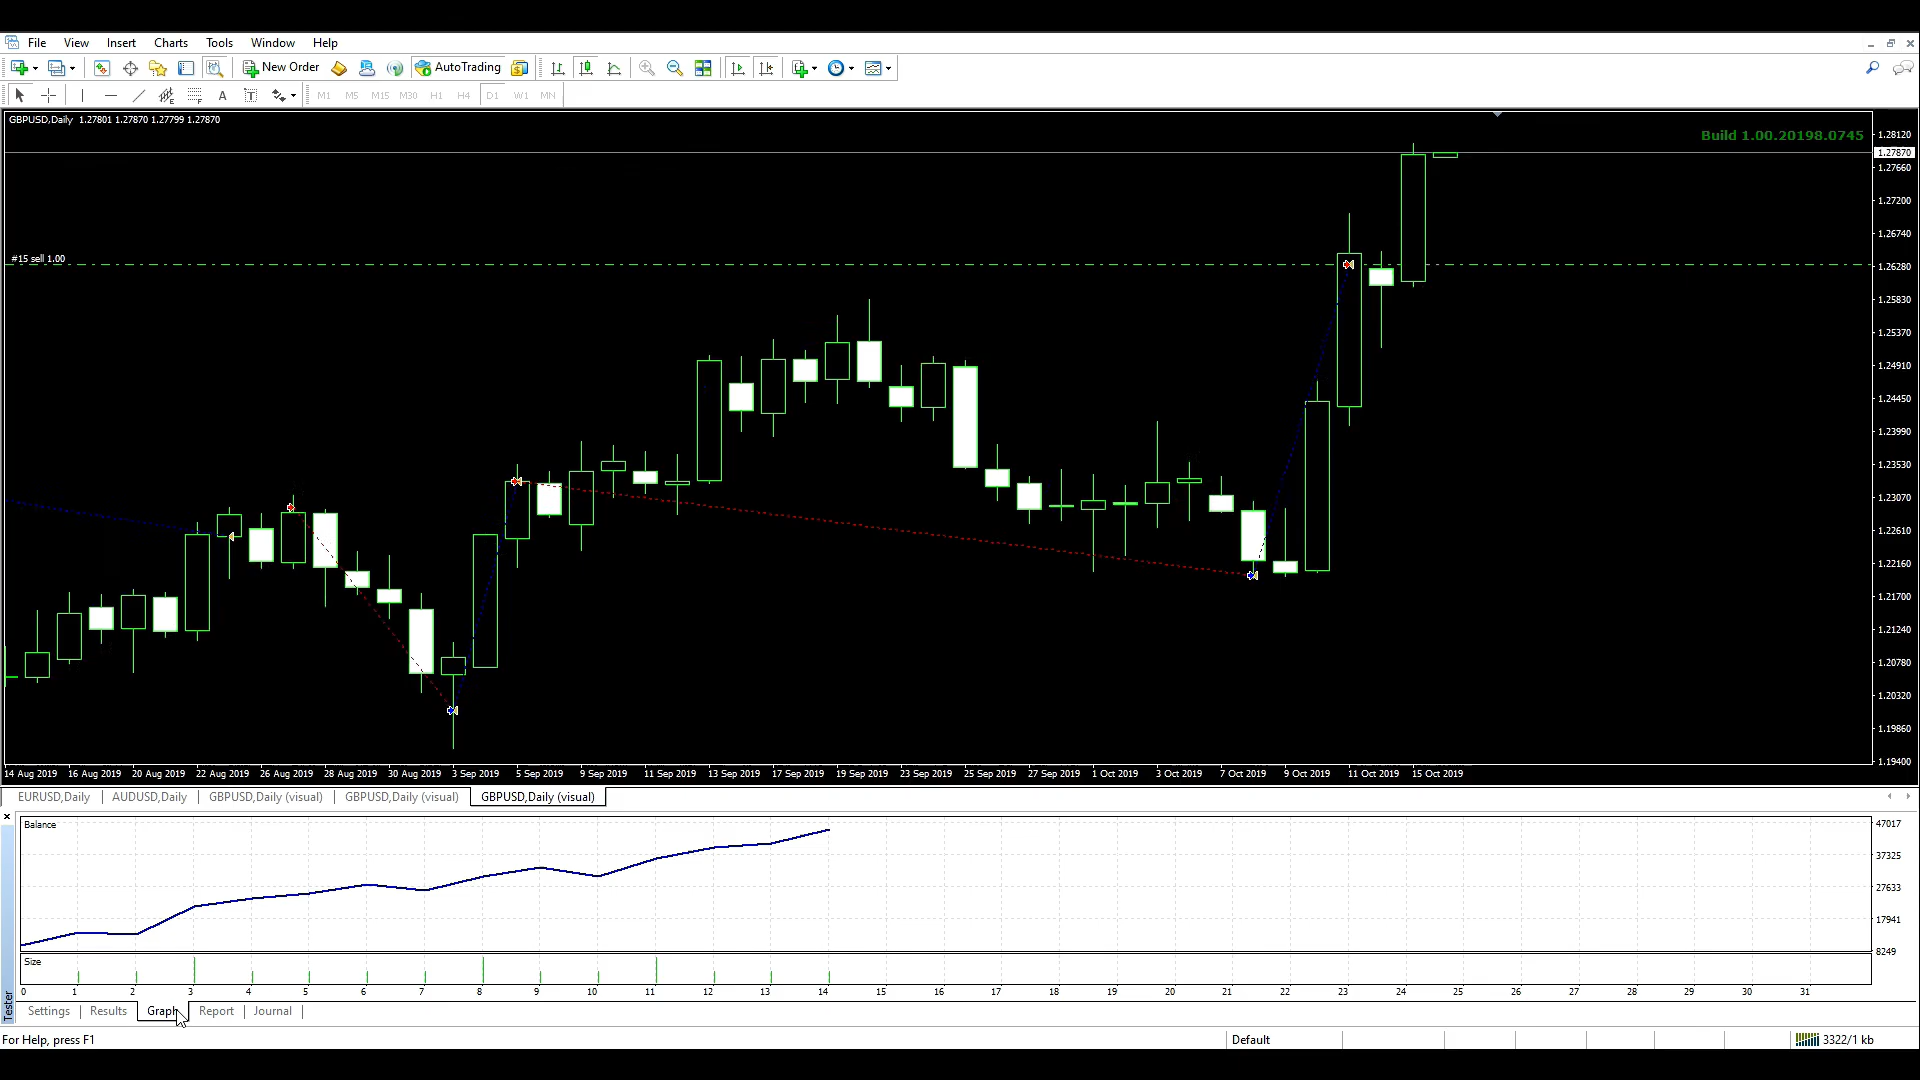 File View Insert Charts Tools Window Help
New Order AutoTrading
A T M1 M5 M15 M30 H1 H4 D1 W1 MN
GBPUSD,Daily 1.27801 1.27870 1.27799 1.27870
Build 1.00.20198.0745
1.28120
1.27870
1.27660
1.27200
1.26740
#15 sell 1.00
1.26280
1.25830
1.25370
1.24910
1.24450
1.23990
1.23530
1.23070
1.22610
1.22160
1.21700
1.21240
1.20780
1.20320
1.19860
1.19400
14 Aug 2019 16 Aug 2019 20 Aug 2019 22 Aug 2019 26 Aug 2019 28 Aug 2019 30 Aug 2019 3 Sep 2019 5 Sep 2019 9 Sep 2019 11 Sep 2019 13 Sep 2019 17 Sep 2019 19 Sep 2019 23 Sep 2019 25 Sep 2019 27 Sep 2019 1 Oct 2019 3 Oct 2019 7 Oct 2019 9 Oct 2019 11 Oct 2019 15 Oct 2019
EURUSD,Daily AUDUSD,Daily GBPUSD,Daily (visual) GBPUSD,Daily (visual) GBPUSD,Daily (visual)
Balance
47017
37325
27633
17941
8249
Size
0 1 2 3 4 5 6 7 8 9 10 11 12 13 14 15 16 17 18 19 20 21 22 23 24 25 26 27 28 29 30 31
Tester
Settings Results Graph Report Journal
For Help, press F1
Default
3322/1 kb